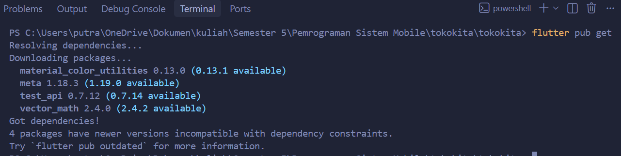 Problems Output Debug Console Terminal Ports
powershell
PS C:\Users\putra\OneDrive\Dokumen\kuliah\Semester 5\Pemrograman Sistem Mobile\tokokita\tokokita> flutter pub get
Resolving dependencies...
Downloading packages...
material_color_utilities 0.13.0 (0.13.1 available)
meta 1.18.3 (1.19.0 available)
test_api 0.7.12 (0.7.14 available)
vector_math 2.4.0 (2.4.2 available)
Got dependencies!
4 packages have newer versions incompatible with dependency constraints.
Try `flutter pub outdated` for more information.